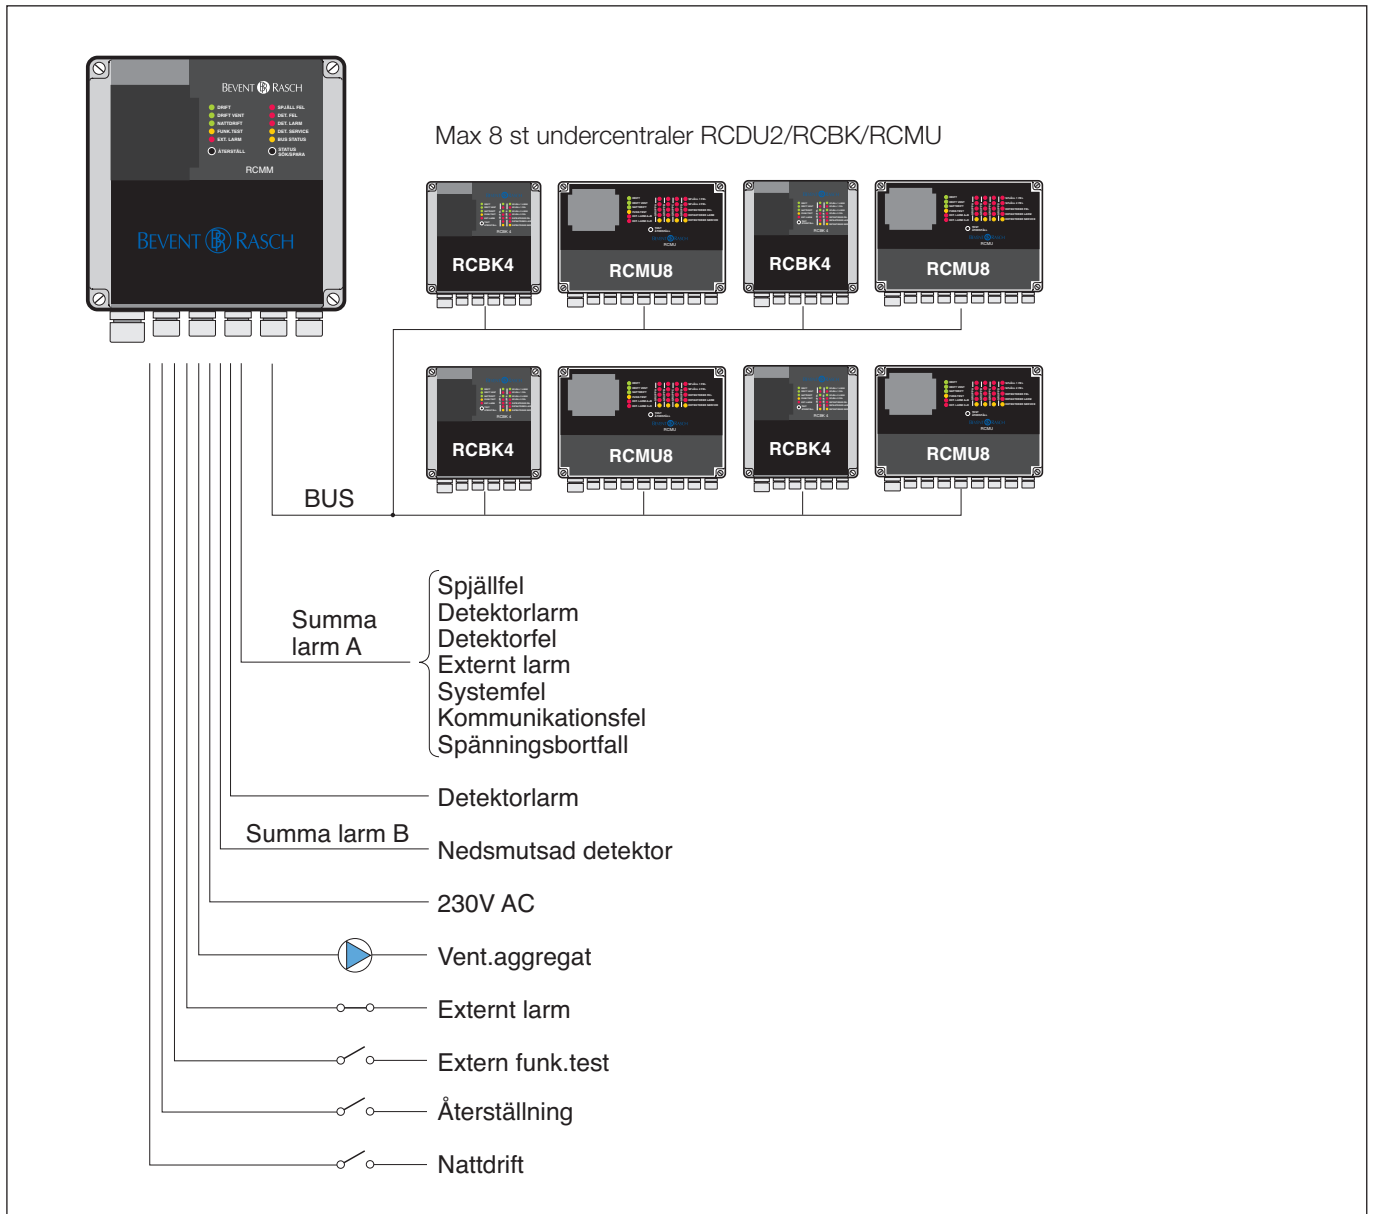 BEVENT RASCH
DRIFT
DRIFT VENT
NATTDRIFT
FUNK.TEST
EXT. LARM
ÅTERSTÄLL
SPJÄLL FEL
DET. FEL
DET. LARM
DET. SERVICE
BUS STATUS
STATUS
SÖK/SPARA
RCMM
BEVENT RASCH
Max 8 st undercentraler RCDU2/RCBK/RCMU
RCBK4
RCMU8
RCBK4
RCMU8
RCBK4
RCMU8
RCBK4
RCMU8
BUS
Summa
larm A
Spjällfel
Detektorlarm
Detektorfel
Externt larm
Systemfel
Kommunikationsfel
Spänningsbortfall
Detektorlarm
Summa larm B
Nedsmutsad detektor
230V AC
Vent.aggregat
Externt larm
Extern funk.test
Återställning
Nattdrift